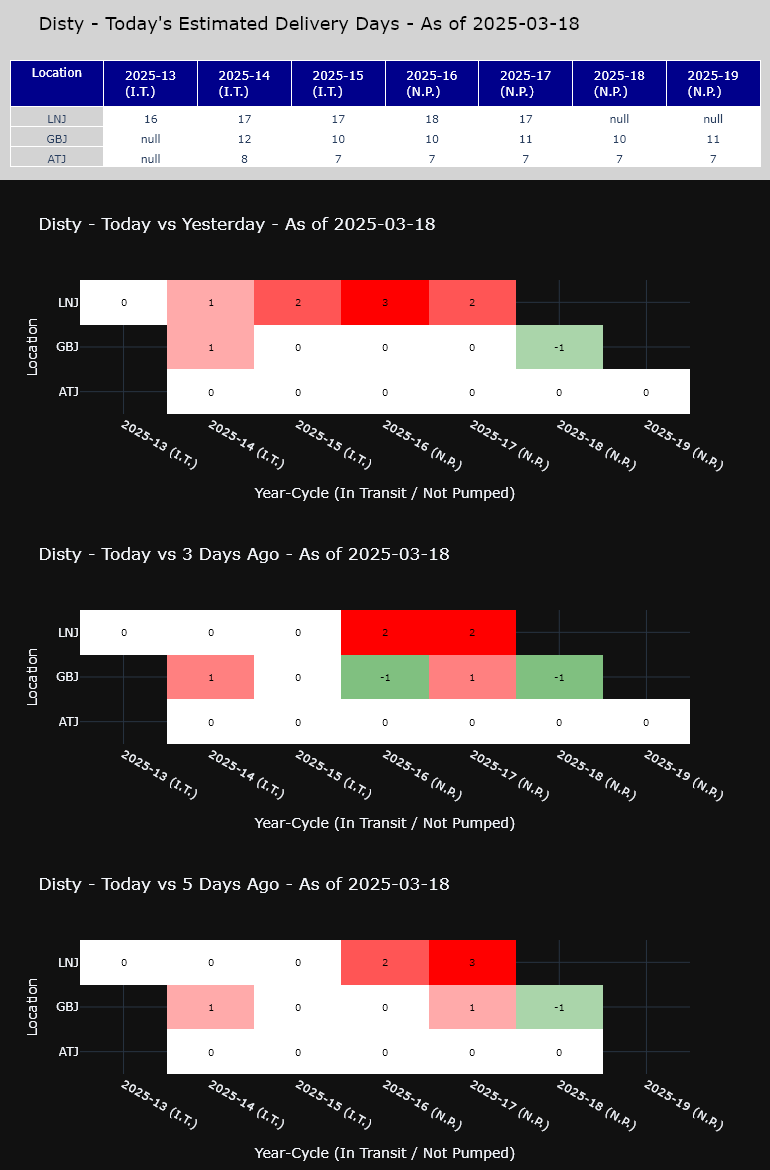 Disty - Today's Estimated Delivery Days - As of 2025-03-18
Location 2025-13 2025-14 2025-15 2025-16 2025-17 2025-18 2025-19
(I.T.) (I.T.) (I.T.) (N.P.) (N.P.) (N.P.) (N.P.)
LNJ 16 17 17 18 17 null null
GBJ null 12 10 10 11 10 11
ATJ null 8 7 7 7 7 7
Disty - Today vs Yesterday - As of 2025-03-18
Location
LNJ 0 1 2 3 2
GBJ 1 0 0 0 -1
ATJ 0 0 0 0 0 0
2025-13 (I.T.) 2025-14 (I.T.) 2025-15 (I.T.) 2025-16 (N.P.) 2025-17 (N.P.) 2025-18 (N.P.) 2025-19 (N.P.)
Year-Cycle (In Transit / Not Pumped)
Disty - Today vs 3 Days Ago - As of 2025-03-18
Location
LNJ 0 0 0 2 2
GBJ 1 0 -1 1 -1
ATJ 0 0 0 0 0 0
2025-13 (I.T.) 2025-14 (I.T.) 2025-15 (I.T.) 2025-16 (N.P.) 2025-17 (N.P.) 2025-18 (N.P.) 2025-19 (N.P.)
Year-Cycle (In Transit / Not Pumped)
Disty - Today vs 5 Days Ago - As of 2025-03-18
Location
LNJ 0 0 0 2 3
GBJ 1 0 0 1 -1
ATJ 0 0 0 0 0
2025-13 (I.T.) 2025-14 (I.T.) 2025-15 (I.T.) 2025-16 (N.P.) 2025-17 (N.P.) 2025-18 (N.P.) 2025-19 (N.P.)
Year-Cycle (In Transit / Not Pumped)